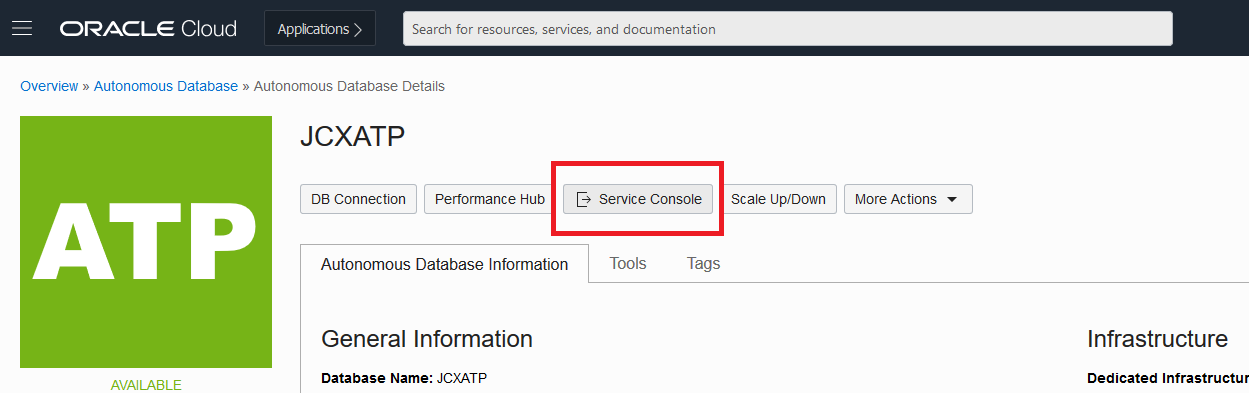 ORACLE Cloud
Applications
Search for resources, services, and documentation
Overview » Autonomous Database » Autonomous Database Details
ATP
AVAILABLE
JCXATP
DB Connection Performance Hub Service Console Scale Up/Down More Actions
Autonomous Database Information Tools Tags
General Information
Database Name: JCXATP
Infrastructure
Dedicated Infrastructur